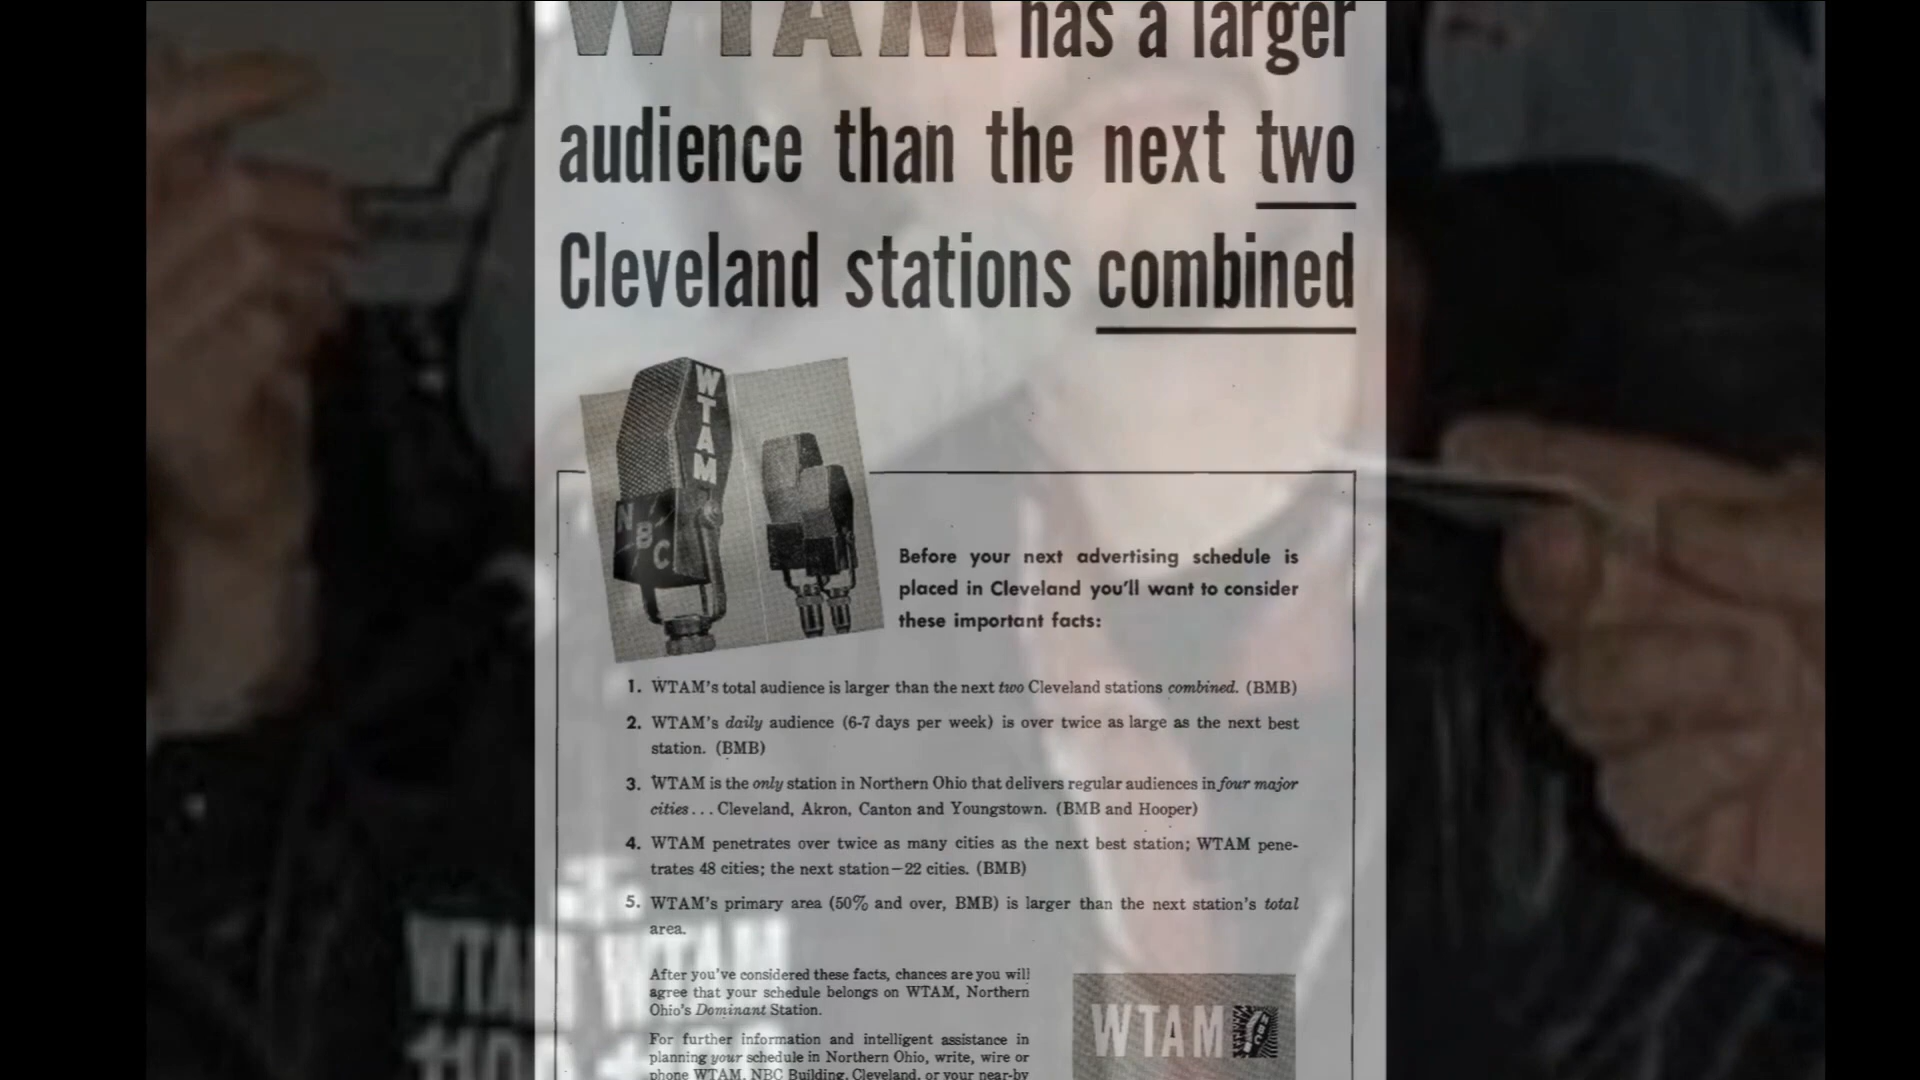 WTAM has a larger
audience than the next two
Cleveland stations combined
WTAM
NBC
Before your next advertising schedule is
placed in Cleveland you'll want to consider
these important facts:
1. WTAM's total audience is larger than the next two Cleveland stations combined. (BMB)
2. WTAM's daily audience (6-7 days per week) is over twice as large as the next best
station. (BMB)
3. WTAM is the only station in Northern Ohio that delivers regular audiences in four major
cities... Cleveland, Akron, Canton and Youngstown. (BMB and Hooper)
4. WTAM penetrates over twice as many cities as the next best station; WTAM pene-
trates 48 cities; the next station—22 cities. (BMB)
5. WTAM's primary area (50% and over, BMB) is larger than the next station's total
area.
After you've considered these facts, chances are you will
agree that your schedule belongs on WTAM, Northern
Ohio's Dominant Station.
For further information and intelligent assistance in
planning your schedule in Northern Ohio, write, wire or
phone WTAM, NBC Building, Cleveland, or your near-by
WTAM NBC
WTAM WTAM